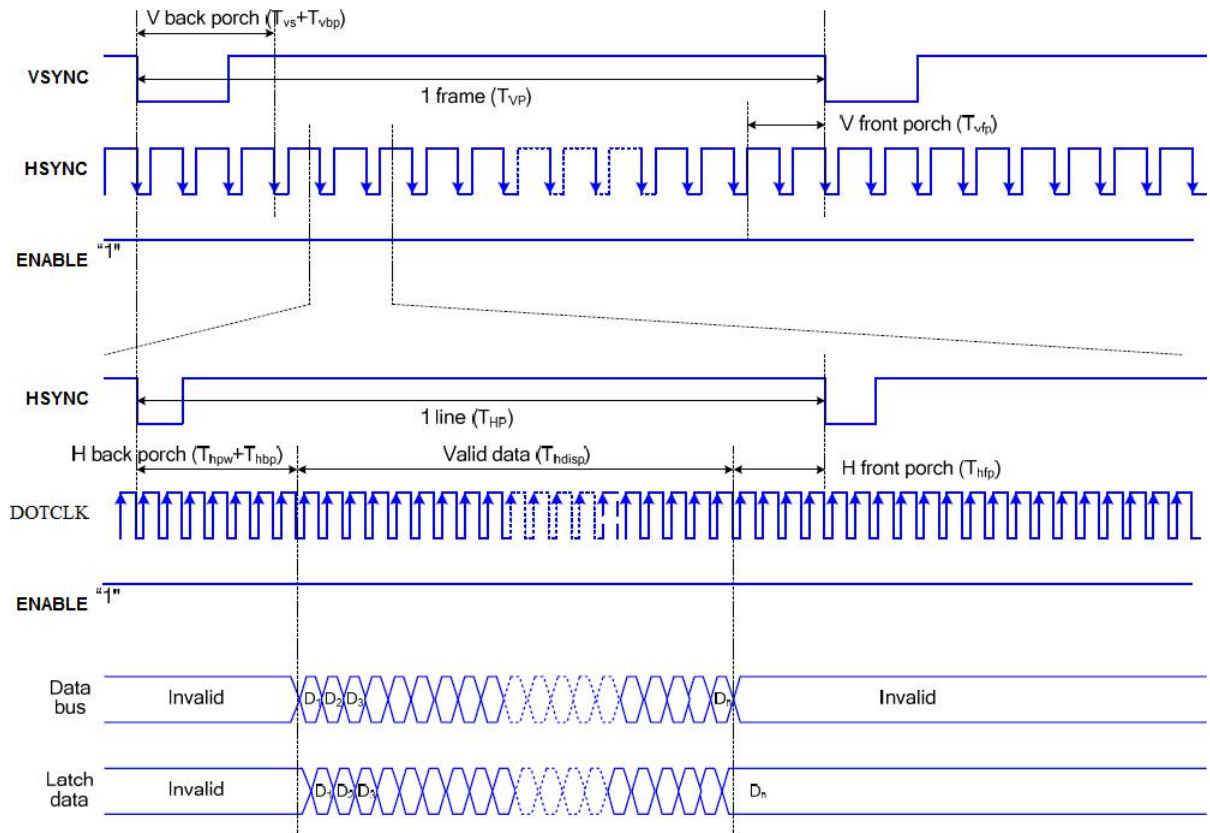 V back porch (Tvs+Tvbp)
VSYNC
1 frame (TVP)
V front porch (Tvfp)
HSYNC
ENABLE "1"
HSYNC
1 line (THP)
H back porch (Thpw+Thbp)
Valid data (Thdisp)
H front porch (Thfp)
DOTCLK
ENABLE "1"
Data
bus
Invalid
D1 D2 D3
Dn
Invalid
Latch
data
Invalid
D1 D2 D3
Dn